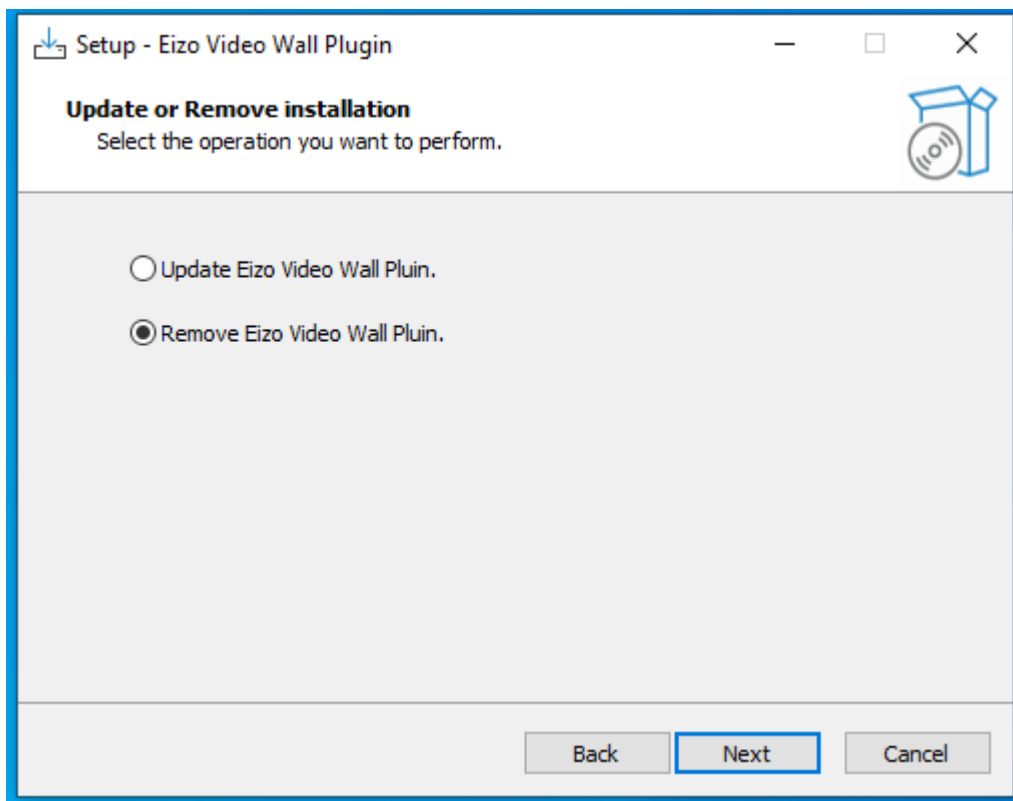 Setup - Eizo Video Wall Plugin
Update or Remove installation
Select the operation you want to perform.
Update Eizo Video Wall Pluin.
Remove Eizo Video Wall Pluin.
Back Next Cancel